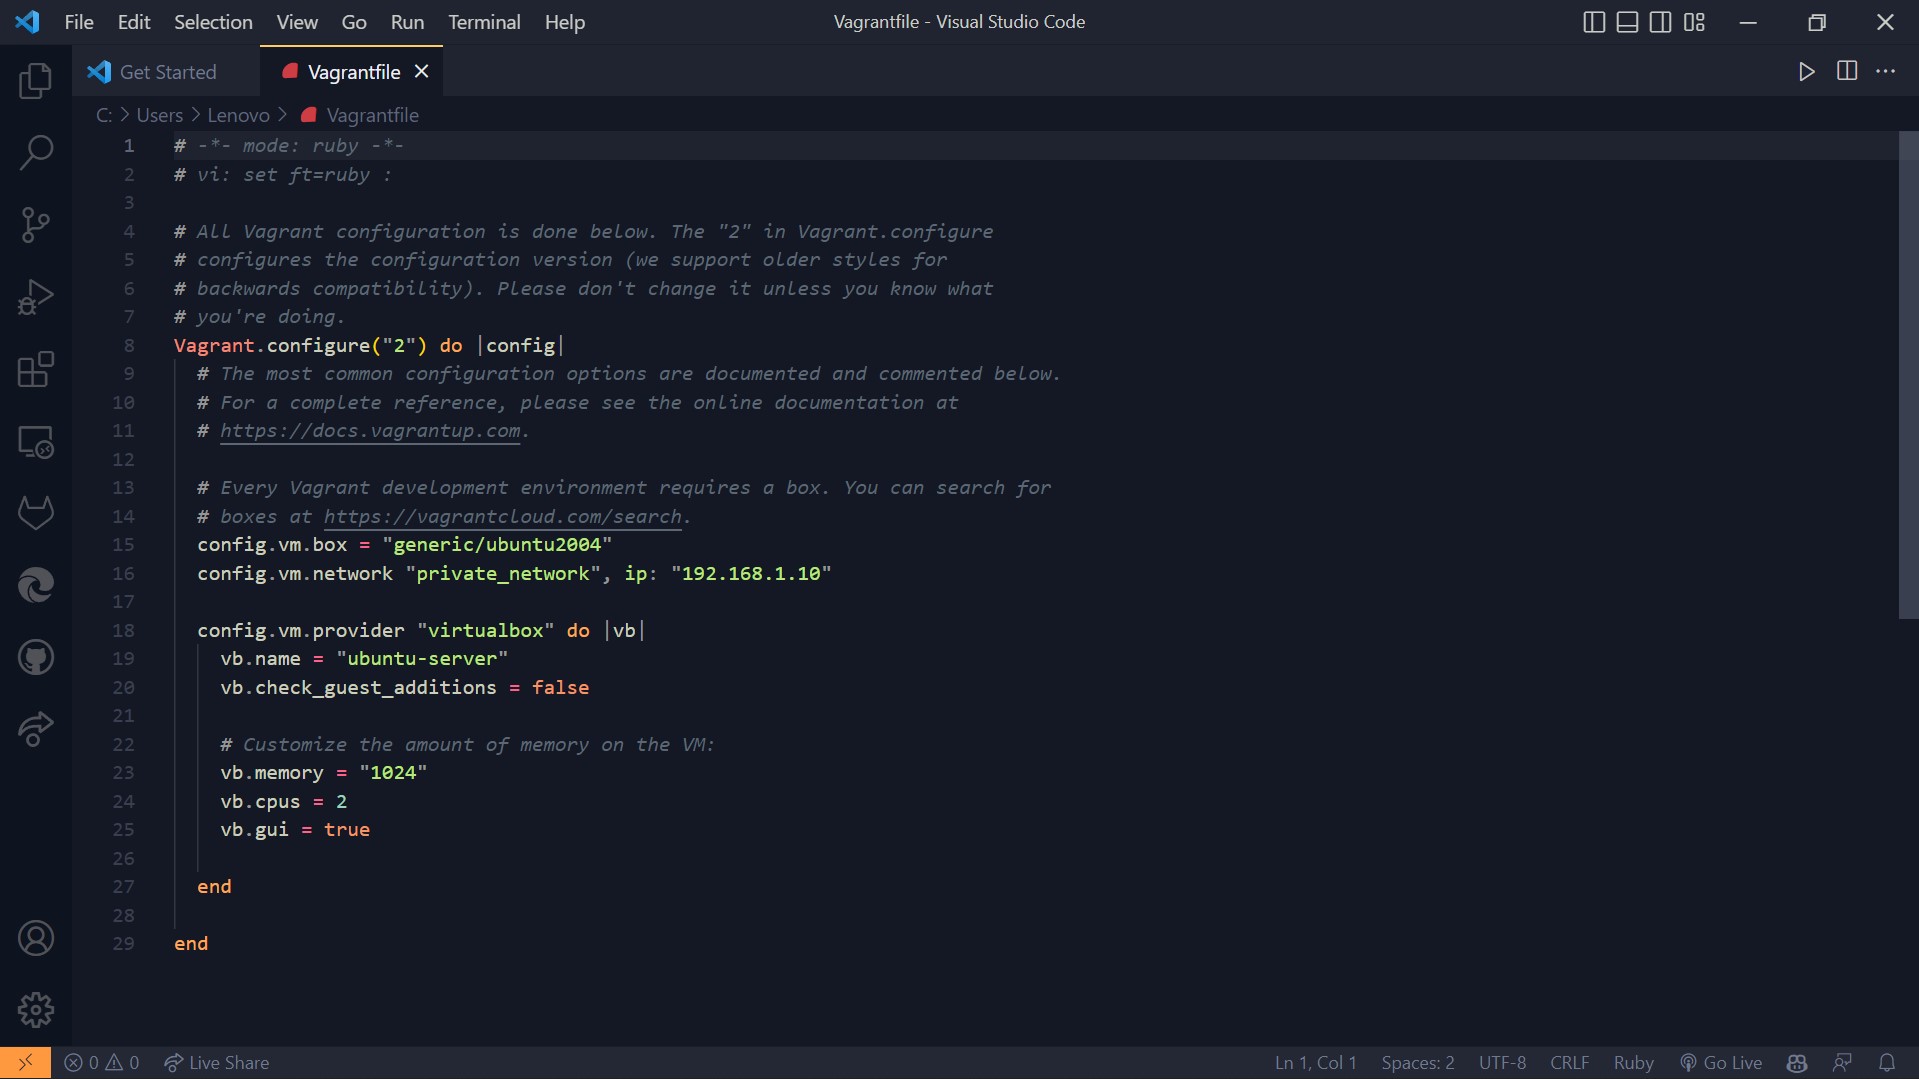 File Edit Selection View Go Run Terminal Help
Vagrantfile - Visual Studio Code
Get Started
Vagrantfile
C: > Users > Lenovo > Vagrantfile
1 # -*- mode: ruby -*-
2 # vi: set ft=ruby :
3
4 # All Vagrant configuration is done below. The "2" in Vagrant.configure
5 # configures the configuration version (we support older styles for
6 # backwards compatibility). Please don't change it unless you know what
7 # you're doing.
8 Vagrant.configure("2") do |config|
9   # The most common configuration options are documented and commented below.
10   # For a complete reference, please see the online documentation at
11   # https://docs.vagrantup.com.
12
13   # Every Vagrant development environment requires a box. You can search for
14   # boxes at https://vagrantcloud.com/search.
15   config.vm.box = "generic/ubuntu2004"
16   config.vm.network "private_network", ip: "192.168.1.10"
17
18   config.vm.provider "virtualbox" do |vb|
19     vb.name = "ubuntu-server"
20     vb.check_guest_additions = false
21
22     # Customize the amount of memory on the VM:
23     vb.memory = "1024"
24     vb.cpus = 2
25     vb.gui = true
26
27   end
28
29 end
0 0 Live Share
Ln 1, Col 1 Spaces: 2 UTF-8 CRLF Ruby Go Live